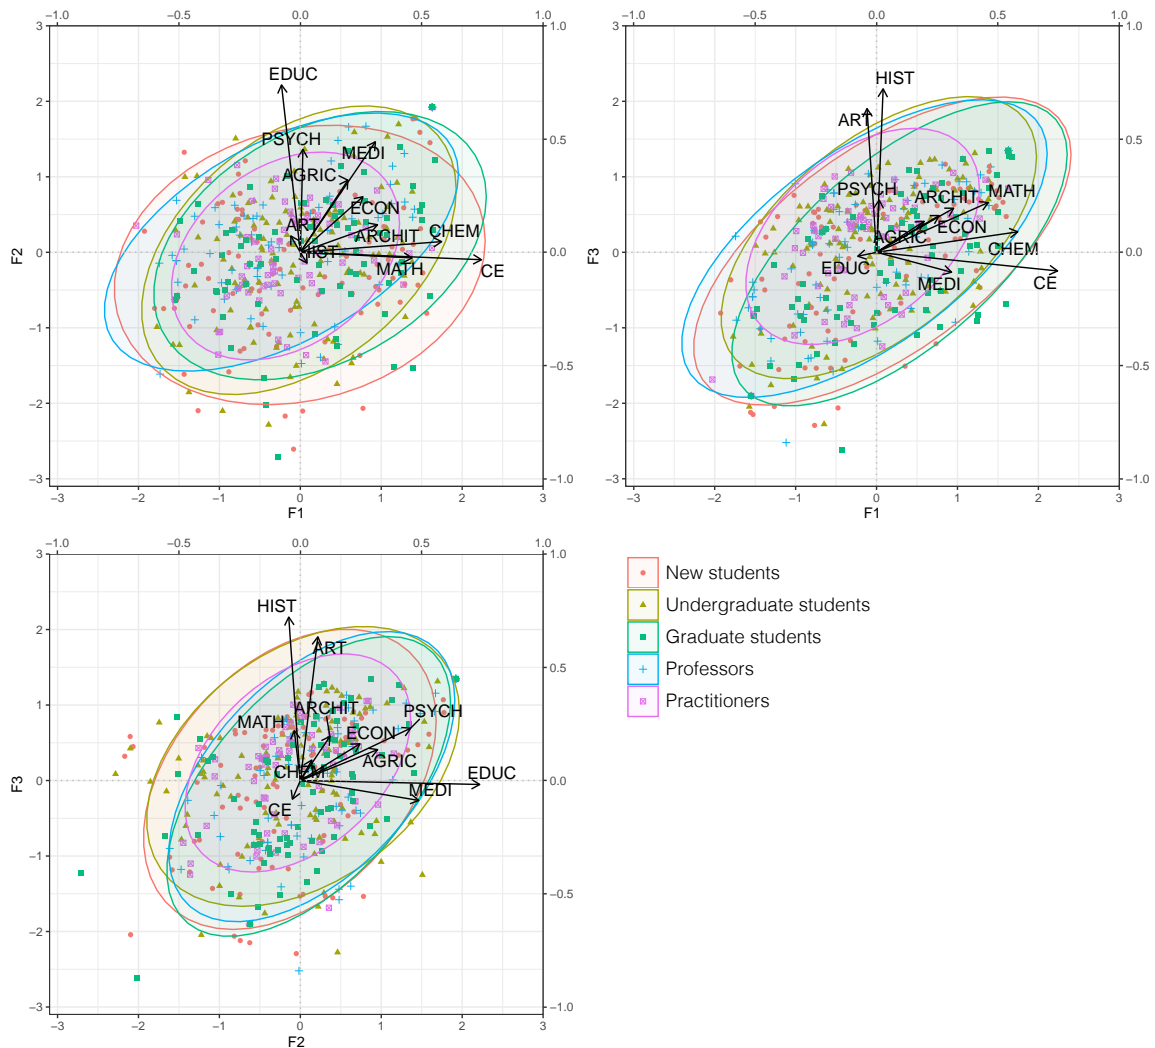 −1.0 −0.5 0.0 0.5 1.0
3
2
1
0
−1
−2
−3
1.0
0.5
0.0
−0.5
−1.0
F2
EDUC
PSYCH
MEDI
AGRIC
ECON
ART
ARCHIT
CHEM
HIST
MATH
CE
−3 −2 −1 0 1 2 3
F1
−1.0 −0.5 0.0 0.5 1.0
3
2
1
0
−1
−2
−3
1.0
0.5
0.0
−0.5
−1.0
F3
HIST
ART
PSYCH
ARCHIT
MATH
AGRIC
ECON
CHEM
EDUC
MEDI
CE
−3 −2 −1 0 1 2 3
F1
−1.0 −0.5 0.0 0.5 1.0
3
2
1
0
−1
−2
−3
1.0
0.5
0.0
−0.5
−1.0
F3
HIST
ART
ARCHIT
PSYCH
MATH
ECON
AGRIC
CHEM
EDUC
MEDI
CE
−3 −2 −1 0 1 2 3
F2
New students
Undergraduate students
Graduate students
Professors
Practitioners